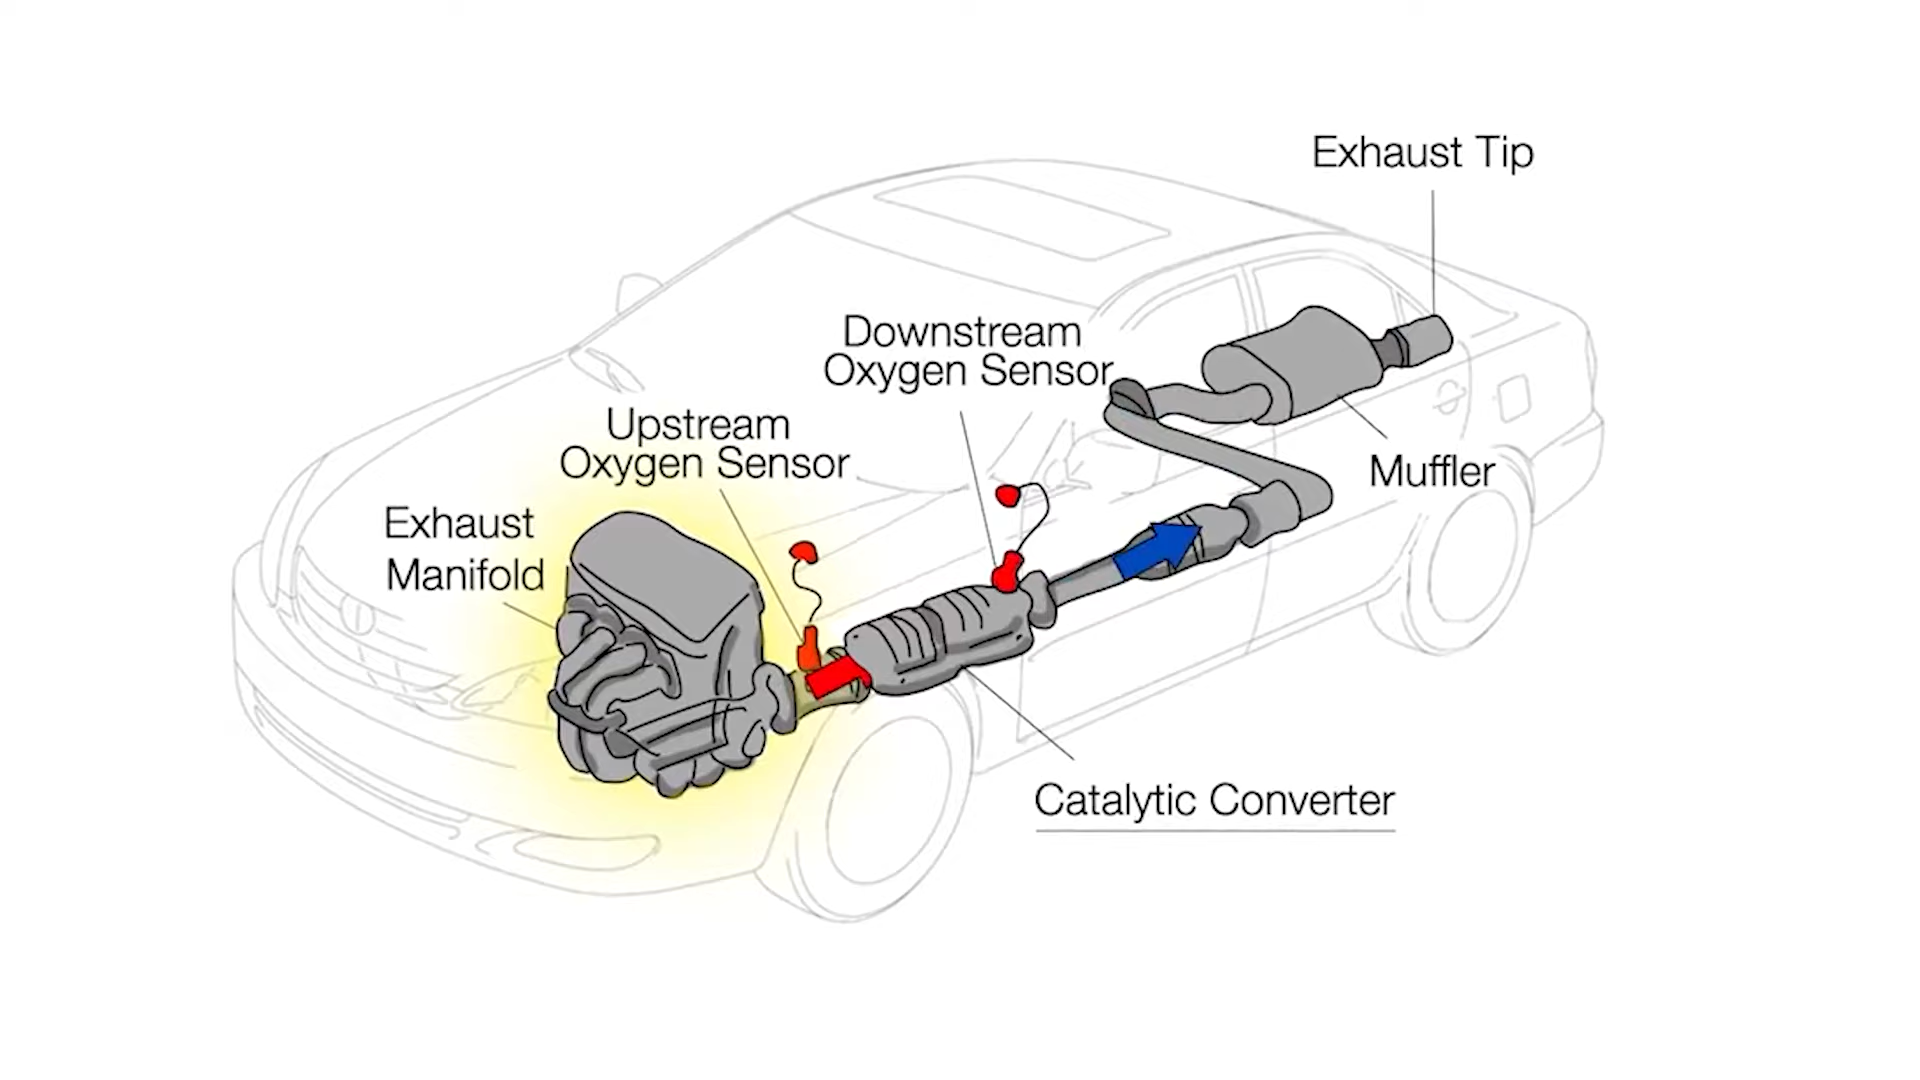 Exhaust Tip
Downstream
Oxygen Sensor
Upstream
Oxygen Sensor
Muffler
Exhaust
Manifold
Catalytic Converter